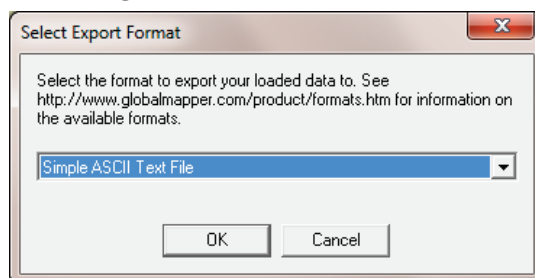 Select Export Format
Select the format to export your loaded data to. See
http://www.globalmapper.com/product/formats.htm for information on
the available formats.
Simple ASCII Text File
OK
Cancel